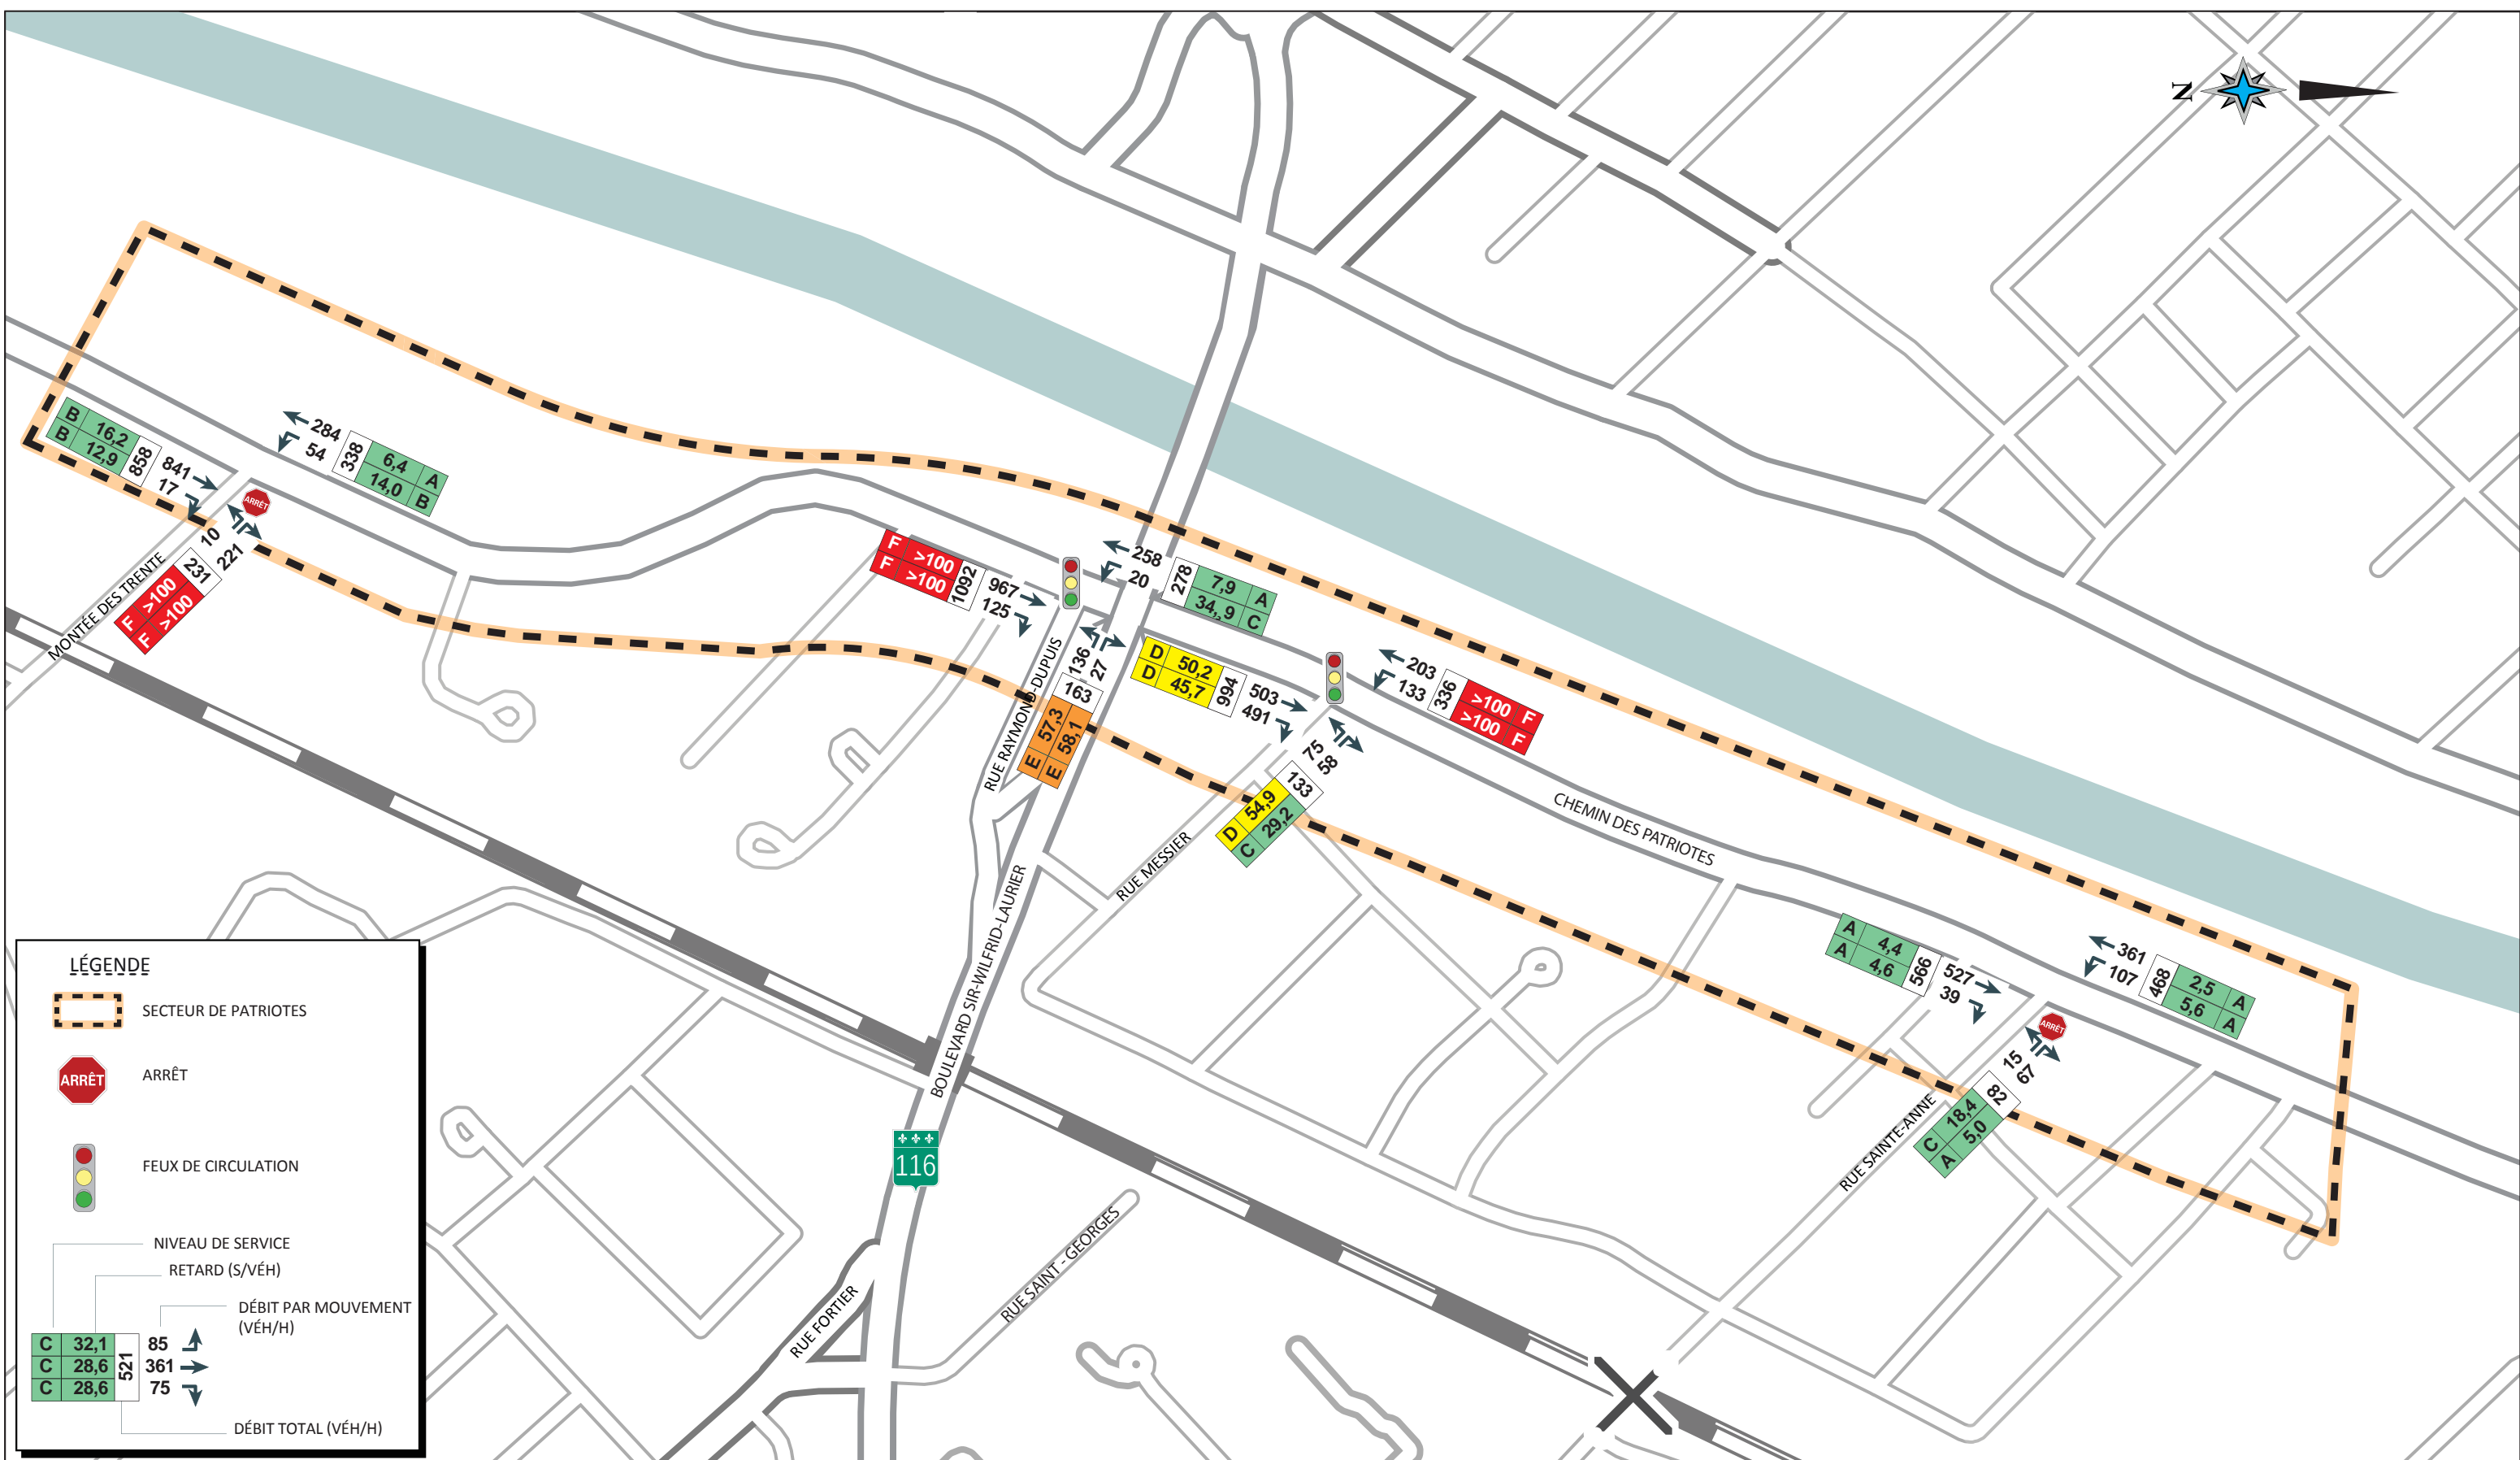 N
B 16,2
B 12,9
858
841
17
284
54
338
6,4 A
14,0 B
ARRÊT
10
221
231
F >100
F >100
MONTÉE DES TRENTE
F >100
F >100
1092
967
125
258
20
278
7,9 A
34,9 C
136
27
163
E 57,3
E 58,1
RUE RAYMOND-DUPUIS
D 50,2
D 45,7
994
503
491
203
133
336
>100 F
>100 F
75
58
133
D 54,9
C 29,2
RUE MESSIER
CHEMIN DES PATRIOTES
BOULEVARD SIR-WILFRID-LAURIER
116
A 4,4
A 4,6
566
527
39
361
107
468
2,5 A
5,6 A
ARRÊT
15
67
82
C 18,4
A 5,0
RUE SAINTE-ANNE
RUE SAINT - GEORGES
RUE FORTIER
LÉGENDE
SECTEUR DE PATRIOTES
ARRÊT
ARRÊT
FEUX DE CIRCULATION
NIVEAU DE SERVICE
RETARD (S/VÉH)
DÉBIT PAR MOUVEMENT
(VÉH/H)
C 32,1 85
C 28,6 521 361
C 28,6 75
DÉBIT TOTAL (VÉH/H)